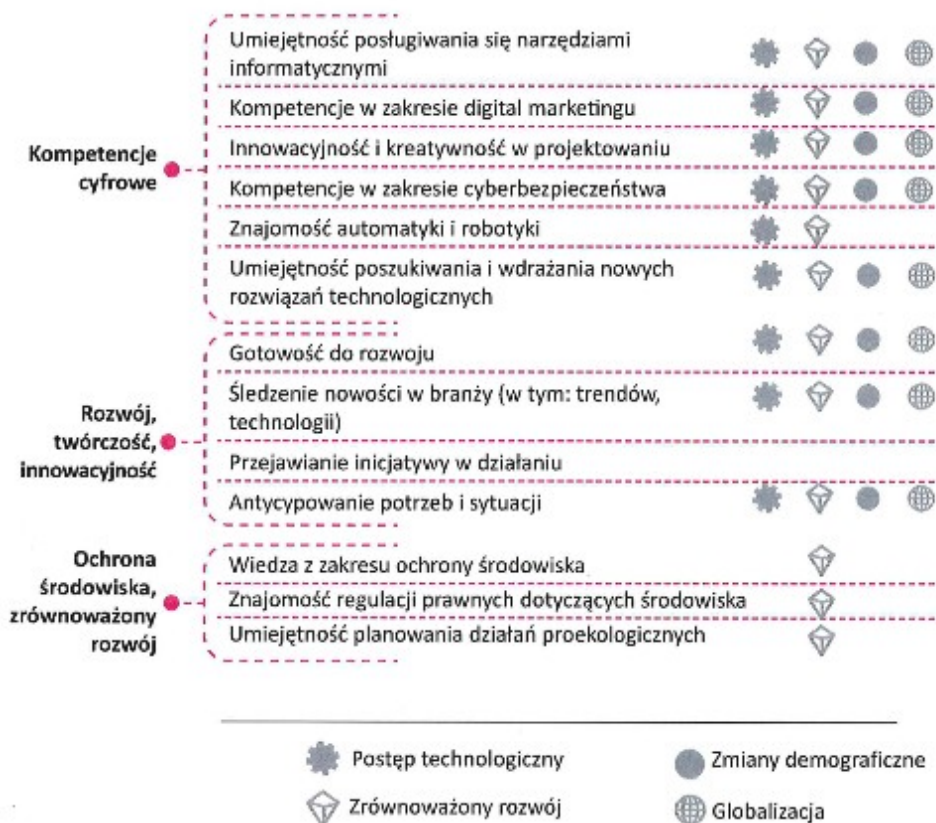 Umiejętność posługiwania się narzędziami
informatycznymi
Kompetencje w zakresie digital marketingu
Innowacyjność i kreatywność w projektowaniu
Kompetencje
cyfrowe
Kompetencje w zakresie cyberbezpieczeństwa
Znajomość automatyki i robotyki
Umiejętność poszukiwania i wdrażania nowych
rozwiązań technologicznych
Gotowość do rozwoju
Śledzenie nowości w branży (w tym: trendów,
technologii)
Rozwój,
twórczość,
innowacyjność
Przejawianie inicjatywy w działaniu
Antycypowanie potrzeb i sytuacji
Ochrona
środowiska,
zrównoważony
rozwój
Wiedza z zakresu ochrony środowiska
Znajomość regulacji prawnych dotyczących środowiska
Umiejętność planowania działań proekologicznych
Postęp technologiczny
Zmiany demograficzne
Zrównoważony rozwój
Globalizacja